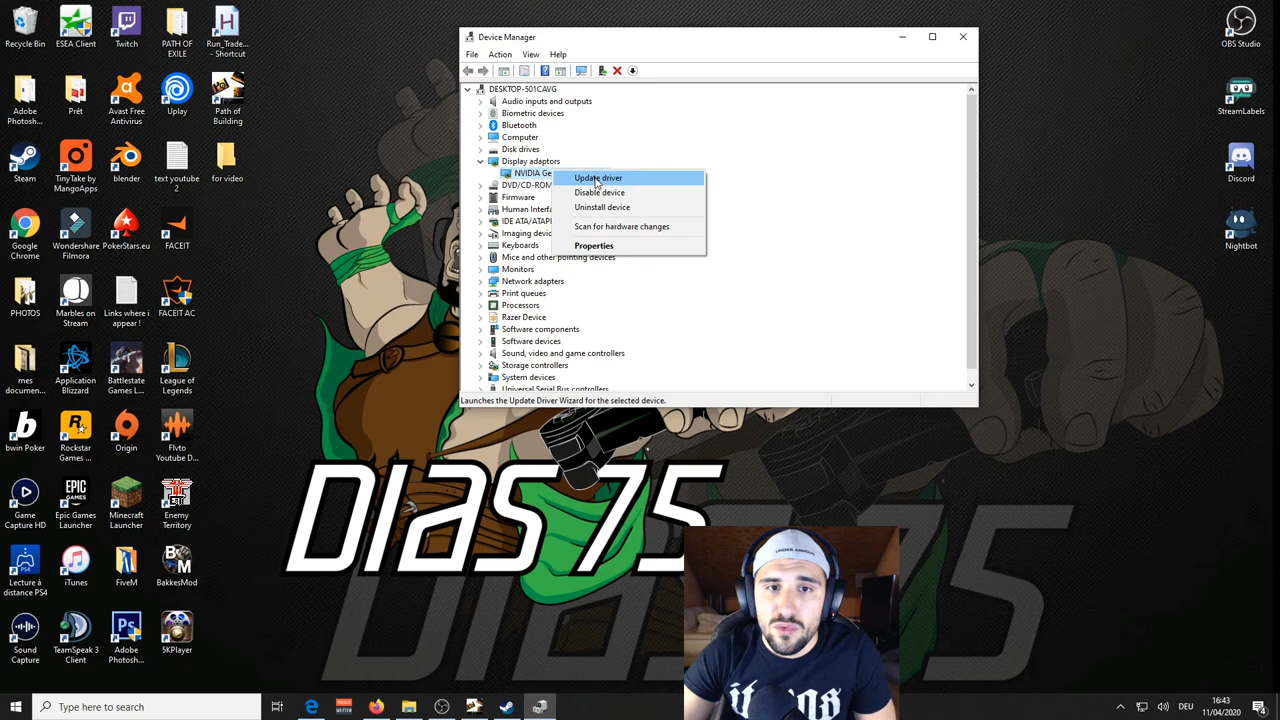 Recycle Bin
ESEA Client
Twitch
PATH OF EXILE
Run_Trade... - Shortcut
Adobe Photosh...
Prêt
Avast Free Antivirus
Uplay
Path of Building
Steam
TinyTake by MangoApps
blender
text youtube 2020
for video
Google Chrome
Wondershare Filmora
PokerStars.eu
FACEIT
PHOTOS
Marbles on Stream
Links where i appear !
FACEIT AC
mes documen...
Application Blizzard
Battlestate Games L...
League of Legends
bwin Poker
Rockstar Games ...
Origin
Flvto Youtube D...
Game Capture HD
Epic Games Launcher
Minecraft Launcher
Enemy Territory
Lecture à distance PS4
iTunes
FiveM
BakkesMod
Sound Capture
TeamSpeak 3 Client
Adobe Photosh...
5KPlayer
Device Manager
File Action View Help
DESKTOP-501CAVG
Audio inputs and outputs
Biometric devices
Bluetooth
Computer
Disk drives
Display adaptors
NVIDIA Ge
DVD/CD-ROM
Firmware
Human Interfa
IDE ATA/ATAPI
Imaging devic
Keyboards
Mice and other pointing devices
Monitors
Network adapters
Print queues
Processors
Razer Device
Software components
Software devices
Sound, video and game controllers
Storage controllers
System devices
Universal Serial Bus controllers
Update driver
Disable device
Uninstall device
Scan for hardware changes
Properties
Launches the Update Driver Wizard for the selected device.
OBS Studio
StreamLabels
Discord
Nightbot
DIAS75
UNDER ARMOUR
Type here to search
DEU
16:43
11/04/2020